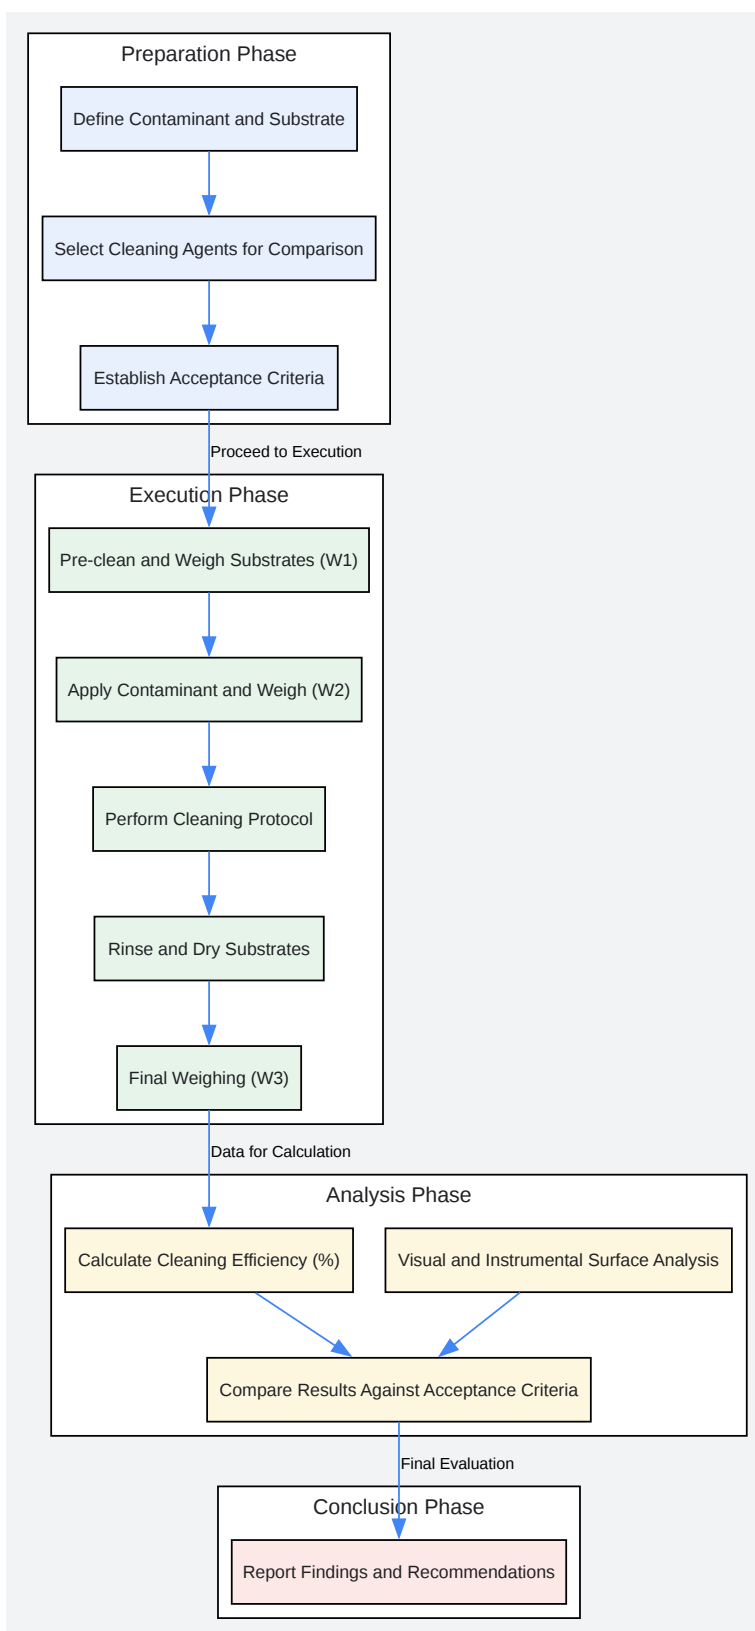 Preparation Phase
Define Contaminant and Substrate
Select Cleaning Agents for Comparison
Establish Acceptance Criteria
Proceed to Execution
Execution Phase
Pre-clean and Weigh Substrates (W1)
Apply Contaminant and Weigh (W2)
Perform Cleaning Protocol
Rinse and Dry Substrates
Final Weighing (W3)
Data for Calculation
Analysis Phase
Calculate Cleaning Efficiency (%)
Visual and Instrumental Surface Analysis
Compare Results Against Acceptance Criteria
Final Evaluation
Conclusion Phase
Report Findings and Recommendations